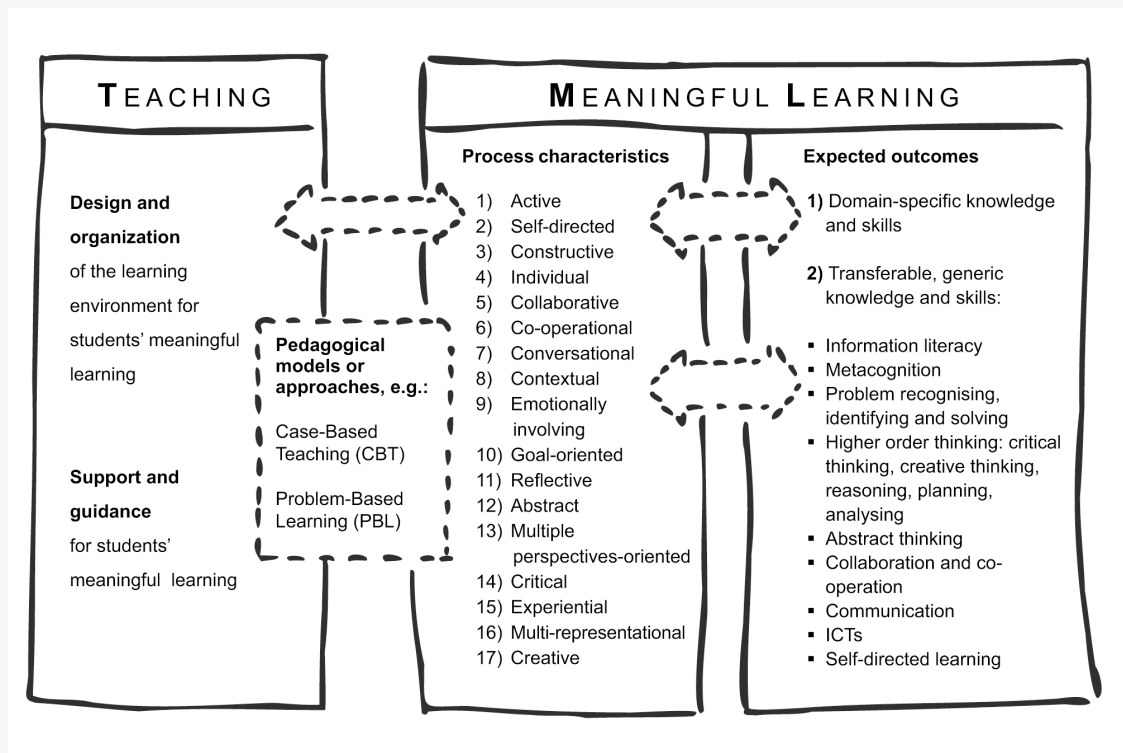 TEACHING
Design and
organization
of the learning
environment for
students’ meaningful
learning
Support and
guidance
for students’
meaningful learning
Pedagogical
models or
approaches, e.g.:
Case-Based
Teaching (CBT)
Problem-Based
Learning (PBL)
MEANINGFUL LEARNING
Process characteristics
1) Active
2) Self-directed
3) Constructive
4) Individual
5) Collaborative
6) Co-operational
7) Conversational
8) Contextual
9) Emotionally
involving
10) Goal-oriented
11) Reflective
12) Abstract
13) Multiple
perspectives-oriented
14) Critical
15) Experiential
16) Multi-representational
17) Creative
Expected outcomes
1) Domain-specific knowledge
and skills
2) Transferable, generic
knowledge and skills:
▪ Information literacy
▪ Metacognition
▪ Problem recognising,
identifying and solving
▪ Higher order thinking: critical
thinking, creative thinking,
reasoning, planning,
analysing
▪ Abstract thinking
▪ Collaboration and co-
operation
▪ Communication
▪ ICTs
▪ Self-directed learning